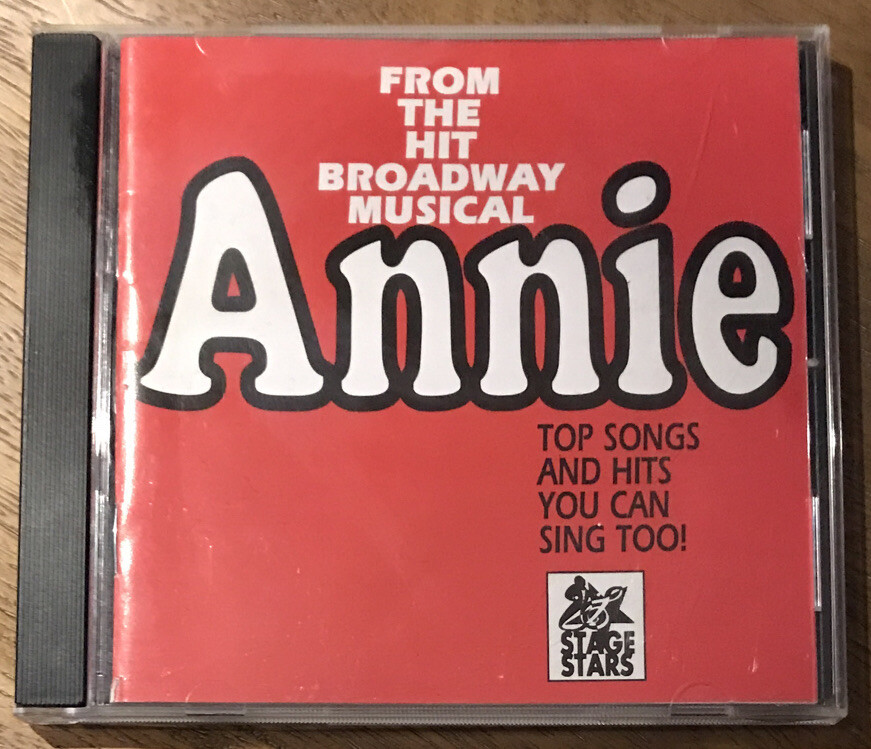 FROM
THE
HIT
BROADWAY
MUSICAL
Annie
TOP SONGS
AND HITS
YOU CAN
SING TOO!
STAGE
STARS